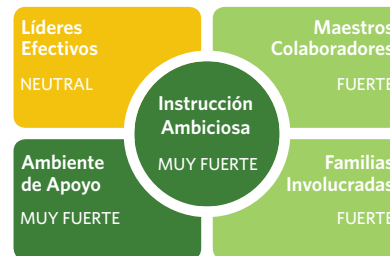 Líderes
Efectivos
NEUTRAL
Maestros
Colaboradores
FUERTE
Instrucción
Ambiciosa
MUY FUERTE
Ambiente
de Apoyo
MUY FUERTE
Familias
Involucradas
FUERTE